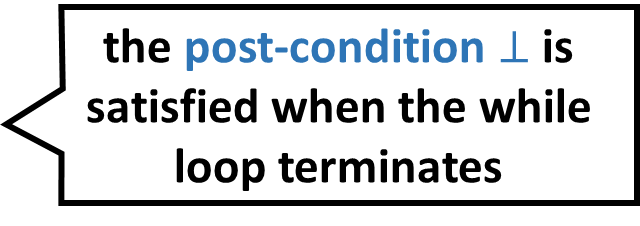 the post-condition ⊥ is
satisfied when the while
loop terminates